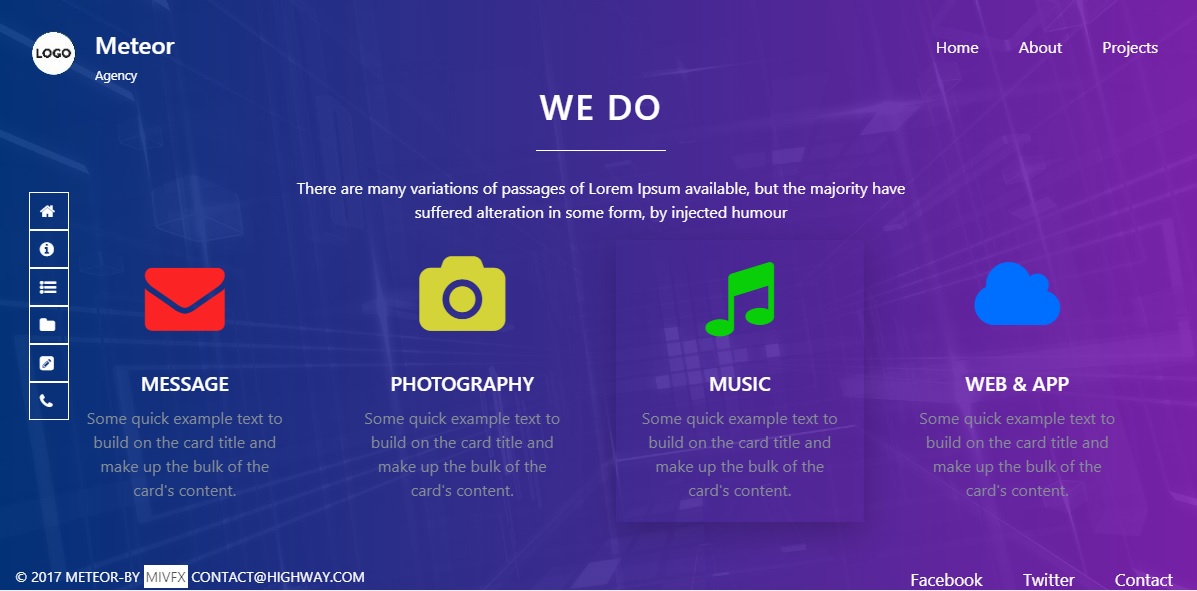 LOGO
Meteor
Agency
Home About Projects
WE DO
There are many variations of passages of Lorem Ipsum available, but the majority have
suffered alteration in some form, by injected humour
MESSAGE
Some quick example text to
build on the card title and
make up the bulk of the
card's content.
PHOTOGRAPHY
Some quick example text to
build on the card title and
make up the bulk of the
card's content.
MUSIC
Some quick example text to
build on the card title and
make up the bulk of the
card's content.
WEB & APP
Some quick example text to
build on the card title and
make up the bulk of the
card's content.
© 2017 METEOR-BY MIVFX CONTACT@HIGHWAY.COM
Facebook Twitter Contact